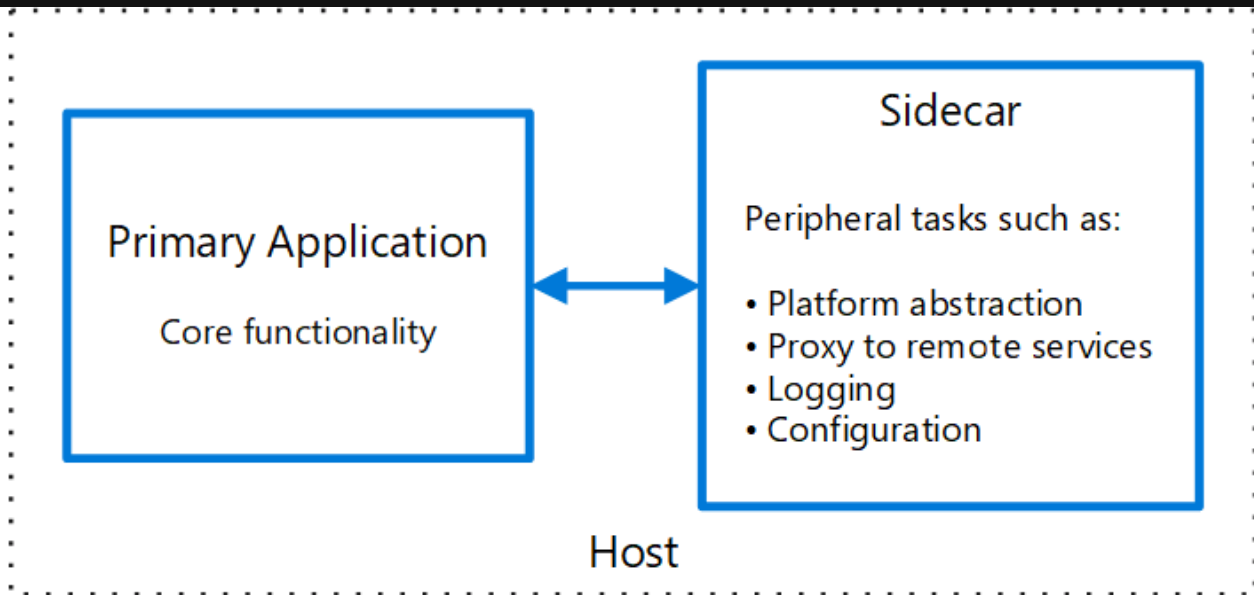 Primary Application
Core functionality
Sidecar
Peripheral tasks such as:
• Platform abstraction
• Proxy to remote services
• Logging
• Configuration
Host